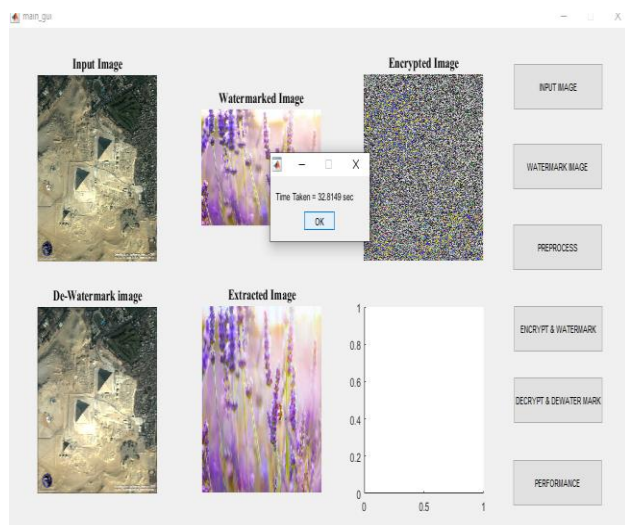 main_gui
Input Image
Watermarked Image
Encrypted Image
INPUT IMAGE
WATERMARK IMAGE
Time Taken = 32.8149 sec
OK
PREPROCESS
De-Watermark image
Extracted Image
1
0.8
0.6
0.4
0.2
0
0 0.5 1
ENCRYPT & WATERMARK
DECRYPT & DEWATER MARK
PERFORMANCE